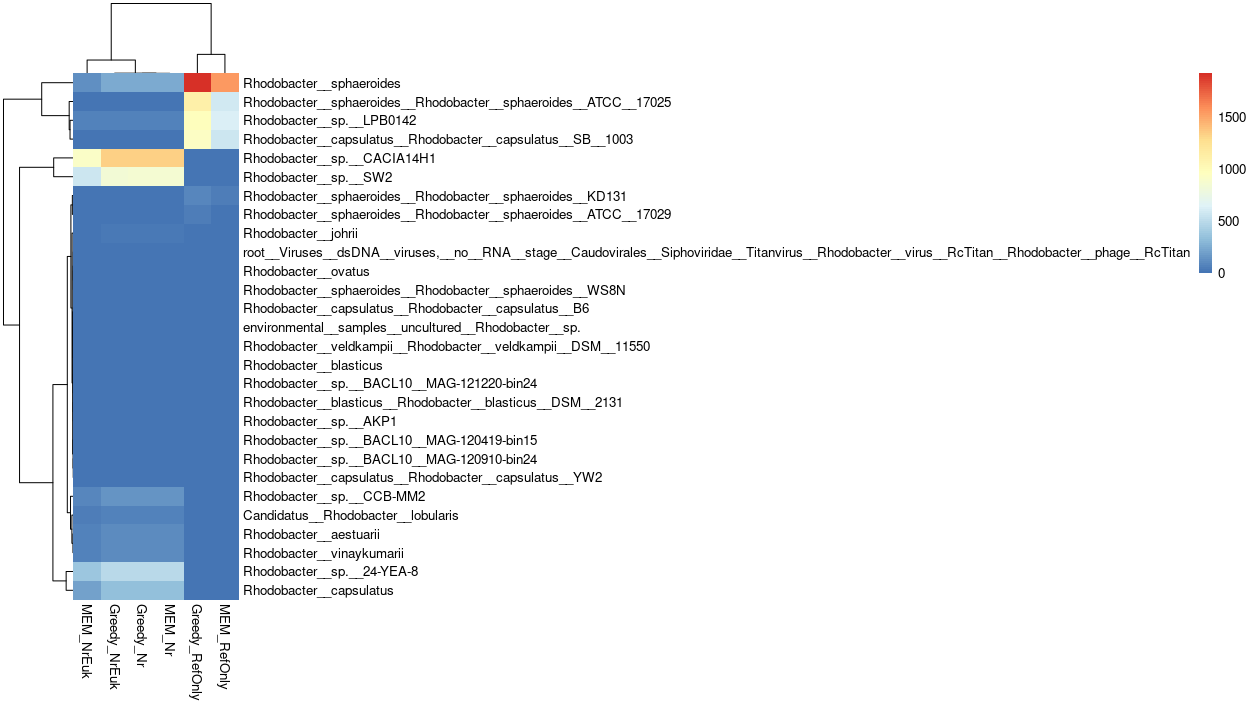 Rhodobacter__sphaeroides
Rhodobacter__sphaeroides__Rhodobacter__sphaeroides__ATCC__17025
Rhodobacter__sp.__LPB0142
Rhodobacter__capsulatus__Rhodobacter__capsulatus__SB__1003
Rhodobacter__sp.__CACIA14H1
Rhodobacter__sp.__SW2
Rhodobacter__sphaeroides__Rhodobacter__sphaeroides__KD131
Rhodobacter__sphaeroides__Rhodobacter__sphaeroides__ATCC__17029
Rhodobacter__johrii
root__Viruses__dsDNA__viruses,__no__RNA__stage__Caudovirales__Siphoviridae__Titanvirus__Rhodobacter__virus__RcTitan__Rhodobacter__phage__RcTitan
Rhodobacter__ovatus
Rhodobacter__sphaeroides__Rhodobacter__sphaeroides__WS8N
Rhodobacter__capsulatus__Rhodobacter__capsulatus__B6
environmental__samples__uncultured__Rhodobacter__sp.
Rhodobacter__veldkampii__Rhodobacter__veldkampii__DSM__11550
Rhodobacter__blasticus
Rhodobacter__sp.__BACL10__MAG-121220-bin24
Rhodobacter__blasticus__Rhodobacter__blasticus__DSM__2131
Rhodobacter__sp.__AKP1
Rhodobacter__sp.__BACL10__MAG-120419-bin15
Rhodobacter__sp.__BACL10__MAG-120910-bin24
Rhodobacter__capsulatus__Rhodobacter__capsulatus__YW2
Rhodobacter__sp.__CCB-MM2
Candidatus__Rhodobacter__lobularis
Rhodobacter__aestuarii
Rhodobacter__vinaykumarii
Rhodobacter__sp.__24-YEA-8
Rhodobacter__capsulatus
MEM_NrEuk
Greedy_NrEuk
Greedy_Nr
MEM_Nr
Greedy_RefOnly
MEM_RefOnly
1500
1000
500
0